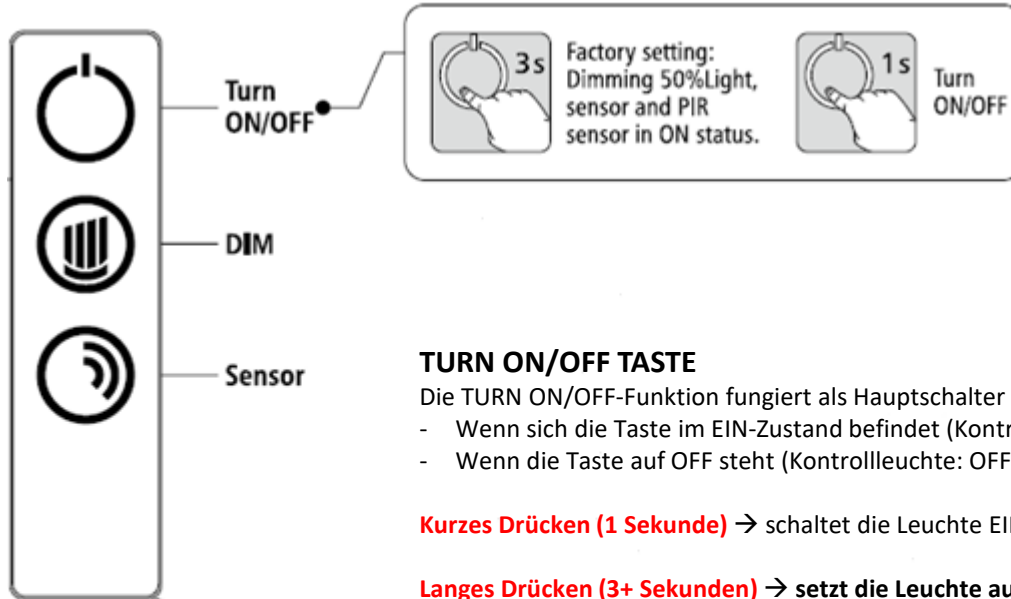 Turn
ON/OFF
3s
Factory setting:
Dimming 50%Light,
sensor and PIR
sensor in ON status.
1s
Turn
ON/OFF
DIM
Sensor
TURN ON/OFF TASTE
Die TURN ON/OFF-Funktion fungiert als Hauptschalter
- Wenn sich die Taste im EIN-Zustand befindet (Kontr
- Wenn die Taste auf OFF steht (Kontrollleuchte: OFF
Kurzes Drücken (1 Sekunde) → schaltet die Leuchte EI
Langes Drücken (3+ Sekunden) → setzt die Leuchte au